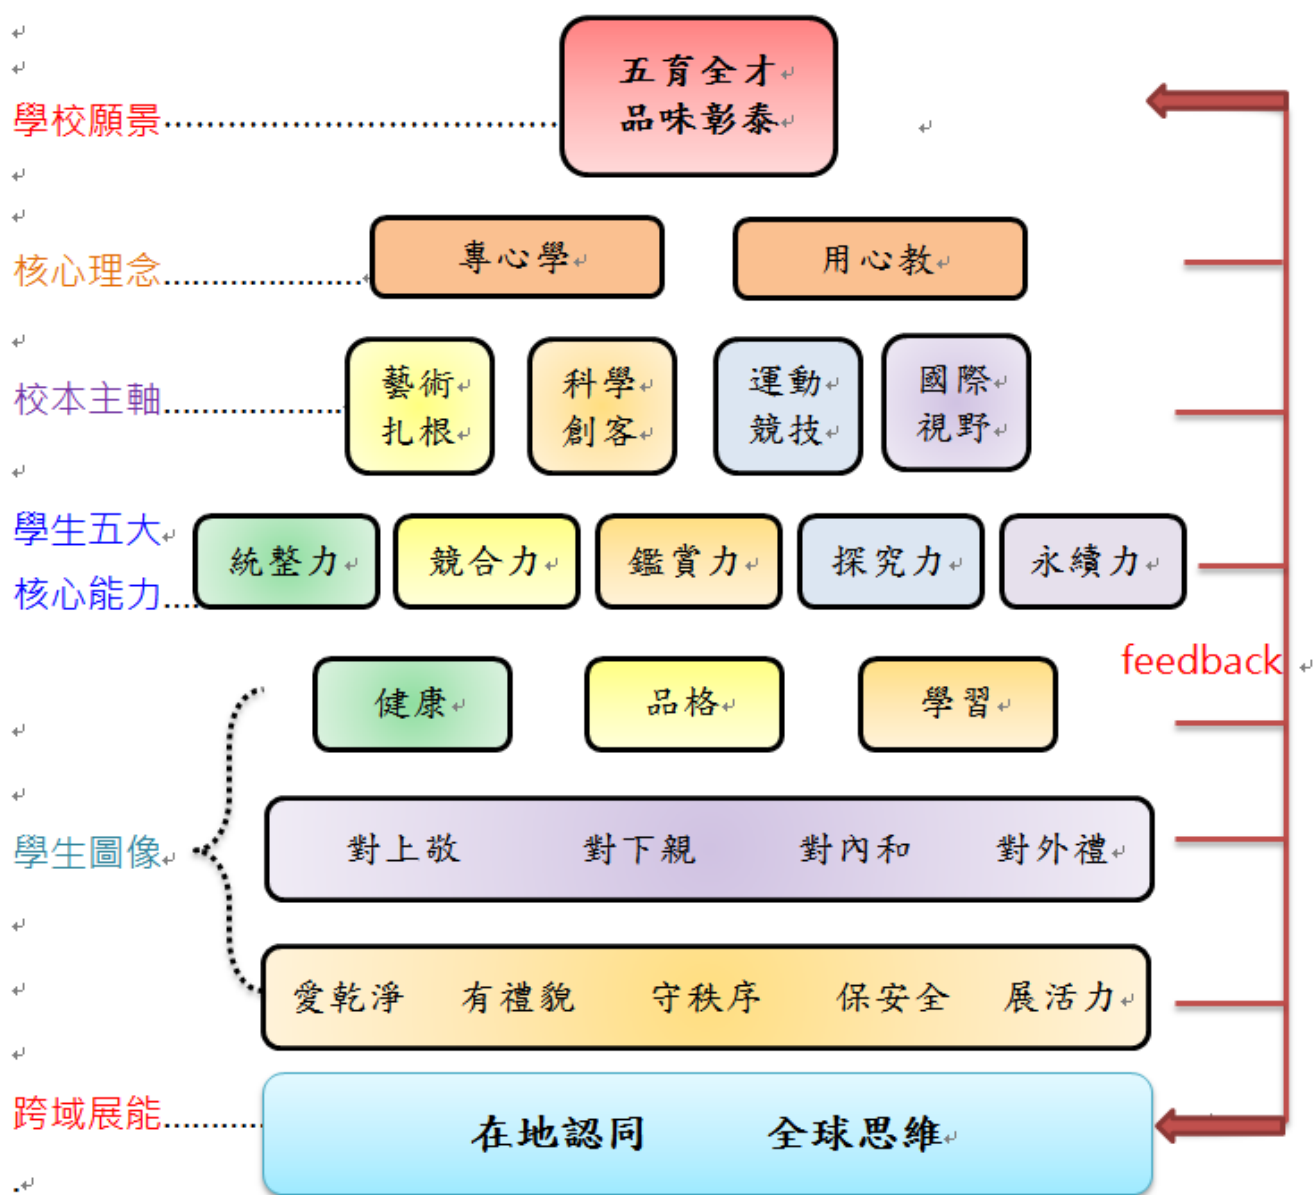 五育全才
品味彰泰
學校願景
核心理念
專心學 用心教
校本主軸
藝術
扎根
科學
創客
運動
競技
國際
視野
學生五大
核心能力
統整力 競合力 鑑賞力 探究力 永續力
feedback
健康 品格 學習
學生圖像
對上敬 對下親 對內和 對外禮
愛乾淨 有禮貌 守秩序 保安全 展活力
跨域展能
在地認同 全球思維